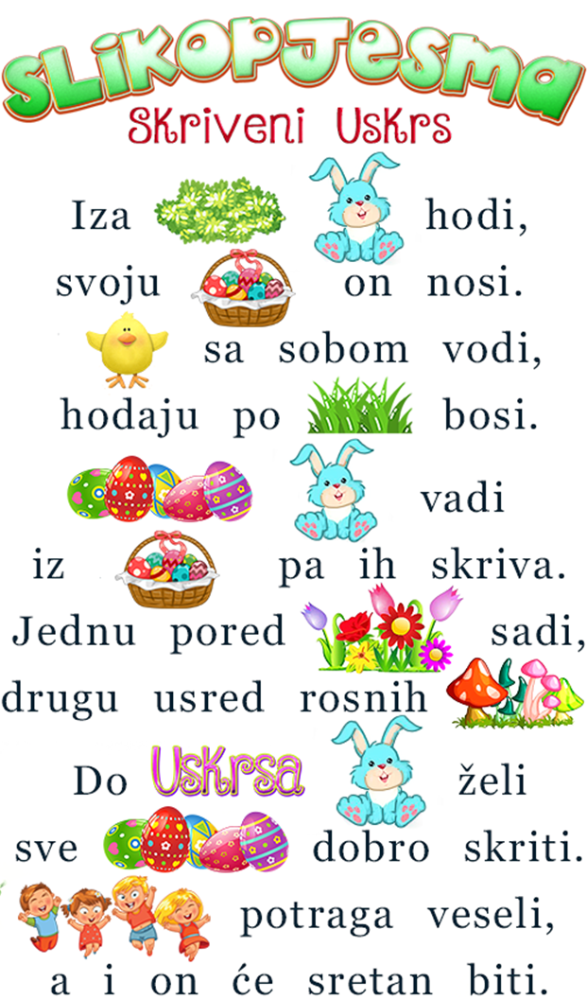 SLIKOPJESMA
Skriveni Uskrs
Iza hodi,
svoju on nosi.
sa sobom vodi,
hodaju po bosi.
vadi
iz pa ih skriva.
Jednu pored sadi,
drugu usred rosnih
Do Uskrsa želi
sve dobro skriti.
potraga veseli,
a i on će sretan biti.